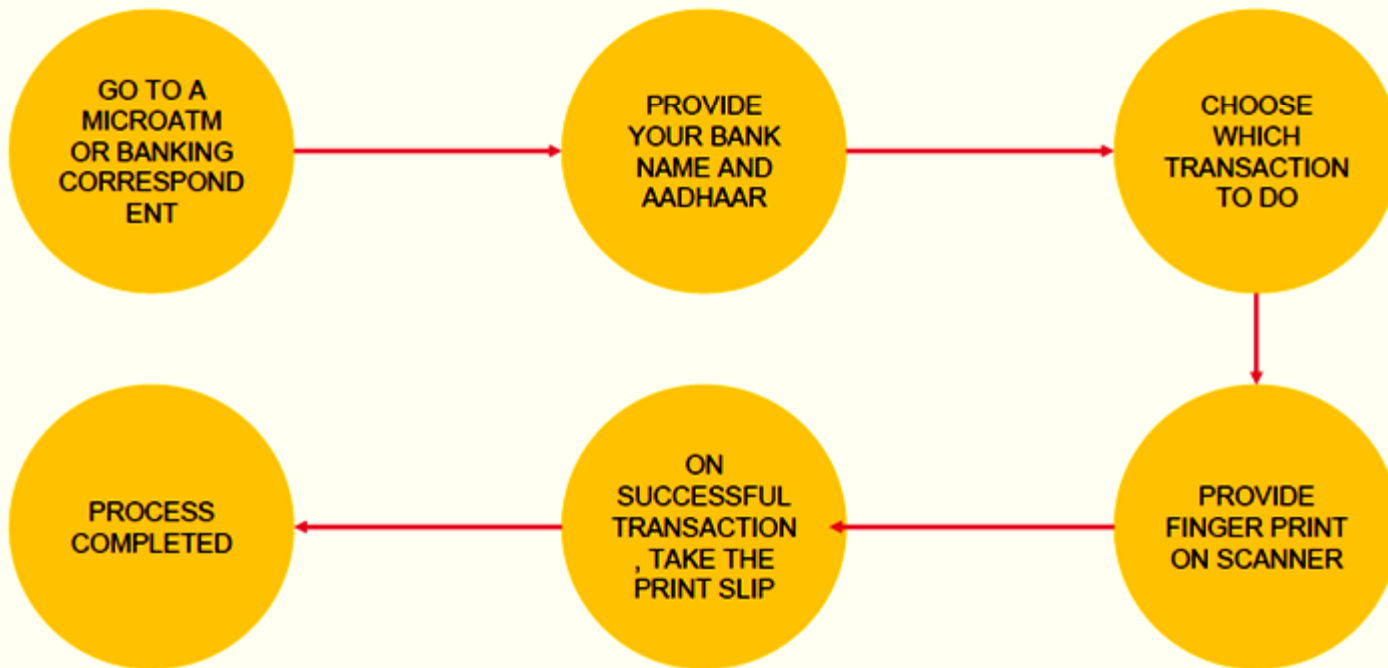 GO TO A
MICROATM
OR BANKING
CORRESPOND
ENT
PROVIDE
YOUR BANK
NAME AND
AADHAAR
CHOOSE
WHICH
TRANSACTION
TO DO
PROVIDE
FINGER PRINT
ON SCANNER
ON
SUCCESSFUL
TRANSACTION
, TAKE THE
PRINT SLIP
PROCESS
COMPLETED